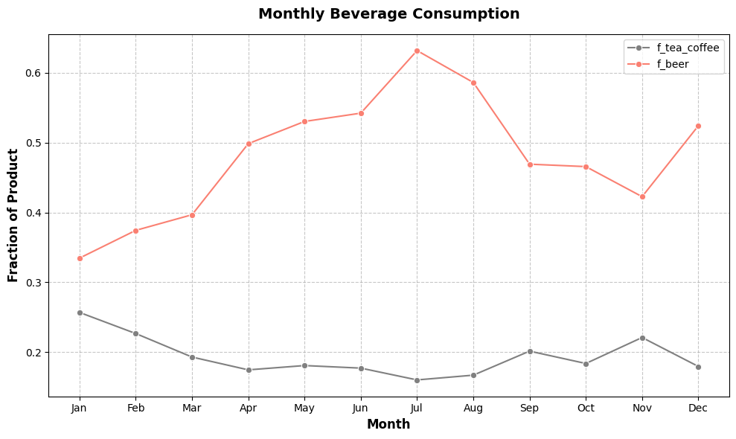 Monthly Beverage Consumption
f_tea_coffee
f_beer
Fraction of Product
0.6
0.5
0.4
0.3
0.2
Jan Feb Mar Apr May Jun Jul Aug Sep Oct Nov Dec
Month